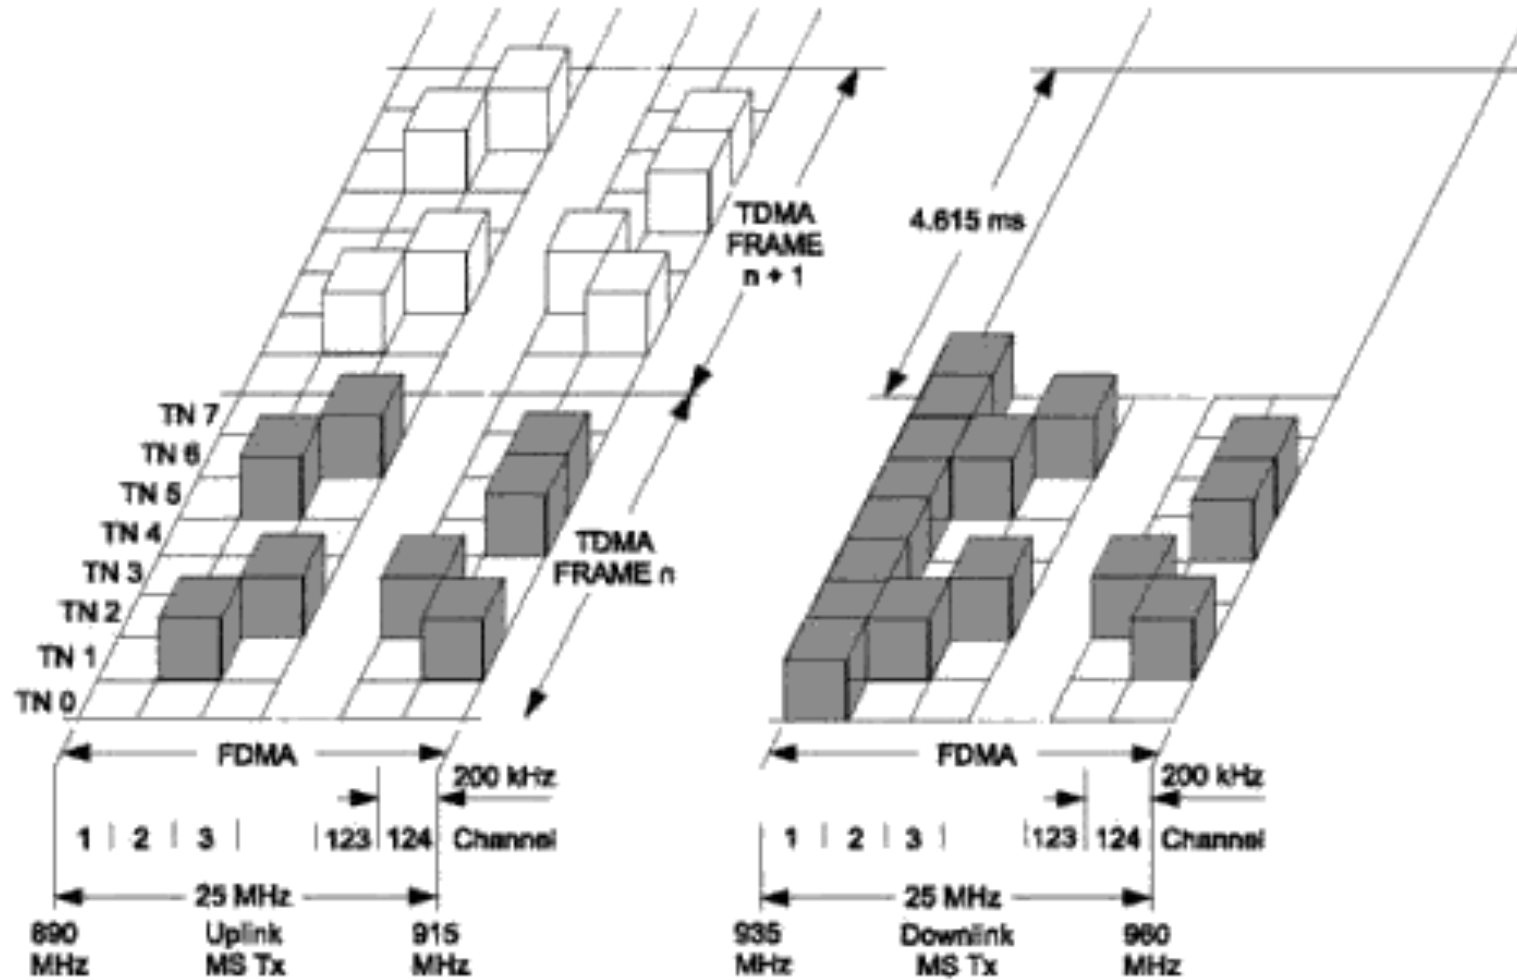 TDMA
FRAME
n + 1
4.615 ms
TN 7
TN 6
TN 5
TN 4
TN 3
TN 2
TN 1
TN 0
TDMA
FRAME n
FDMA
200 kHz
1 2 3 123 124 Channel
25 MHz
890
MHz
Uplink
MS Tx
915
MHz
FDMA
200 kHz
1 2 3 123 124 Channel
25 MHz
935
MHz
Downlink
MS Tx
960
MHz